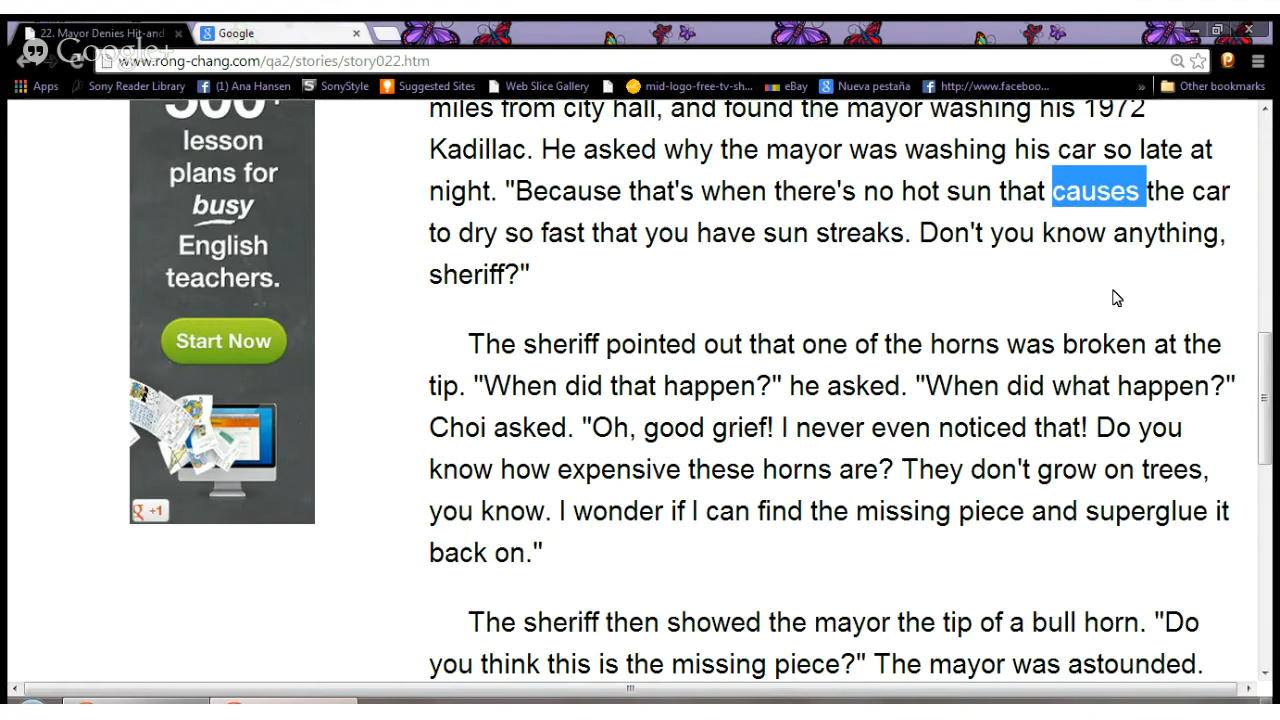 22. Mayor Denies Hit-and
Google
Google+
www.rong-chang.com/qa2/stories/story022.htm
Apps
Sony Reader Library
(1) Ana Hansen
SonyStyle
Suggested Sites
Web Slice Gallery
mid-logo-free-tv-sh...
eBay
Nueva pestaña
http://www.faceboo...
»
Other bookmarks
500+
lesson
plans for
busy
English
teachers.
Start Now
+1
miles from city hall, and found the mayor washing his 1972
Kadillac. He asked why the mayor was washing his car so late at
night. "Because that's when there's no hot sun that causes the car
to dry so fast that you have sun streaks. Don't you know anything,
sheriff?"
The sheriff pointed out that one of the horns was broken at the
tip. "When did that happen?" he asked. "When did what happen?"
Choi asked. "Oh, good grief! I never even noticed that! Do you
know how expensive these horns are? They don't grow on trees,
you know. I wonder if I can find the missing piece and superglue it
back on."
The sheriff then showed the mayor the tip of a bull horn. "Do
you think this is the missing piece?" The mayor was astounded.